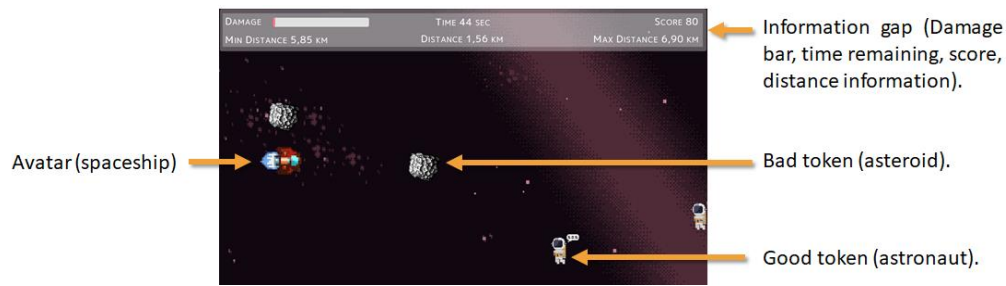 DAMAGE TIME 44 SEC SCORE 80
MIN DISTANCE 5,85 KM DISTANCE 1,56 KM MAX DISTANCE 6,90 KM
Information gap (Damage
bar, time remaining, score,
distance information).
Avatar (spaceship)
Bad token (asteroid).
Good token (astronaut).